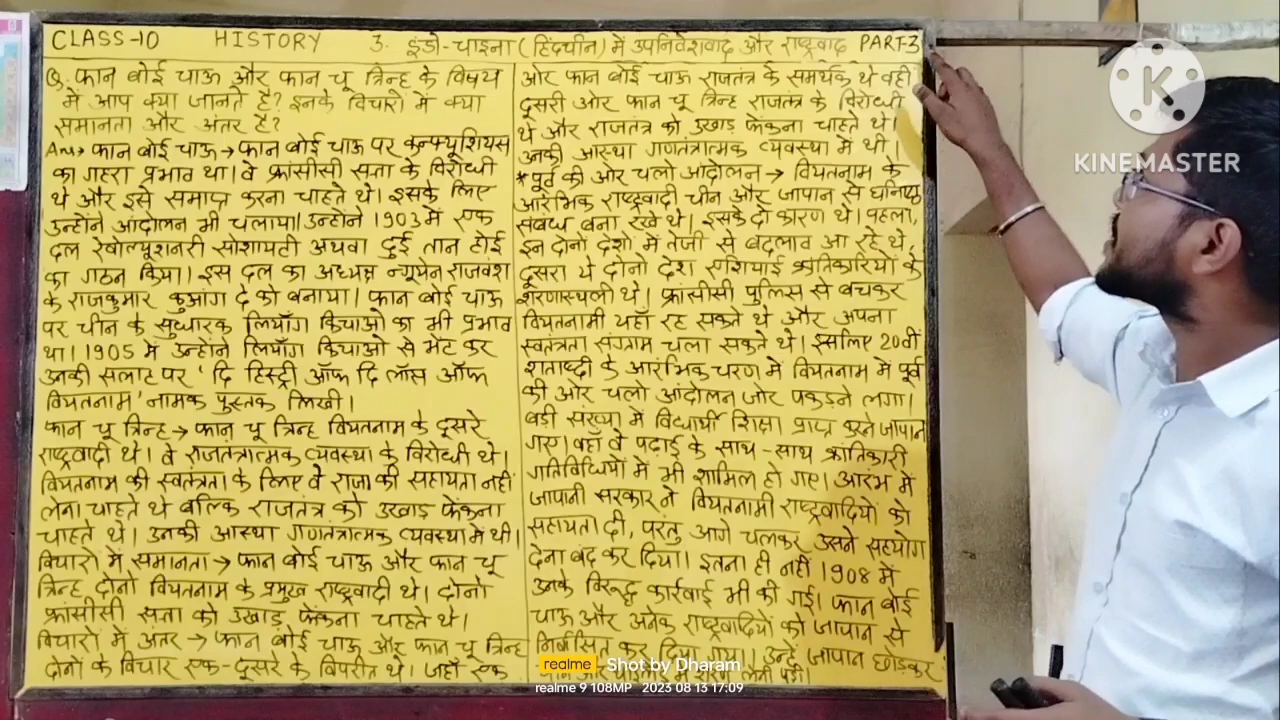 CLASS-10 HISTORY 3. इंडो-चाइना (हिंदचीन) में उपनिवेशवाद और राष्ट्रवाद PART-3
Q. फान बोई चाऊ और फान चू त्रिन्ह के विषय
में आप क्या जानते हैं? इनके विचारों में क्या
समानता और अंतर है?
Ans→ फान बोई चाऊ → फान बोई चाऊ पर कन्फ्यूशियस
का गहरा प्रभाव था। वे फ्रांसीसी सत्ता के विरोधी
थे और इसे समाप्त करना चाहते थे। इसके लिए
उन्होंने आंदोलन भी चलाया। उन्होंने 1903 में एक
दल रेवोल्यूशनरी सोशायटी अथवा दुई तान होई
का गठन किया। इस दल का अध्यक्ष न्यूयेन राजवंश
के राजकुमार कुआंग दे को बनाया। फान बोई चाऊ
पर चीन के सुधारक लियाँग किचाओ का भी प्रभाव
था। 1905 में उन्होंने लियाँग किचाओ से भेंट कर
उनकी सलाह पर 'दि हिस्ट्री ऑफ दि लॉस ऑफ
वियतनाम' नामक पुस्तक लिखी।
फान चू त्रिन्ह → फान चू त्रिन्ह वियतनाम के दूसरे
राष्ट्रवादी थे। वे राजतंत्रात्मक व्यवस्था के विरोधी थे।
वियतनाम की स्वतंत्रता के लिए वे राजा की सहायता नहीं
लेना चाहते थे बल्कि राजतंत्र को उखाड़ फेंकना
चाहते थे। उनकी आस्था गणतंत्रात्मक व्यवस्था में थी।
विचारों में समानता → फान बोई चाऊ और फान चू
त्रिन्ह दोनों वियतनाम के प्रमुख राष्ट्रवादी थे। दोनों
फ्रांसीसी सत्ता को उखाड़ फेंकना चाहते थे।
विचारों में अंतर → फान बोई चाऊ और फान चू त्रिन्ह
दोनों के विचार एक-दूसरे के विपरीत थे। जहाँ एक
ओर फान बोई चाऊ राजतंत्र के समर्थक थे वहीं
दूसरी ओर फान चू त्रिन्ह राजतंत्र के विरोधी
थे और राजतंत्र को उखाड़ फेंकना चाहते थे।
उनकी आस्था गणतंत्रात्मक व्यवस्था में थी।
*पूर्व की ओर चलो आंदोलन → वियतनाम के
आरंभिक राष्ट्रवादी चीन और जापान से घनिष्ठ
संबंध बना रखे थे। इसके दो कारण थे। पहला,
इन दोनों देशों में तेजी से बदलाव आ रहे थे,
दूसरा ये दोनों देश एशियाई क्रांतिकारियों के
शरणास्थली थे। फ्रांसीसी पुलिस से बचकर
वियतनामी यहाँ रह सकते थे और अपना
स्वतंत्रता संग्राम चला सकते थे। इसलिए 20वीं
शताब्दी के आरंभिक चरण में वियतनाम में पूर्व
की ओर चलो आंदोलन जोर पकड़ने लगा।
बड़ी संख्या में विद्यार्थी शिक्षा प्राप्त करने जापान
गए। वहाँ वे पढ़ाई के साथ-साथ क्रांतिकारी
गतिविधियों में भी शामिल हो गए। आरंभ में
जापानी सरकार ने वियतनामी राष्ट्रवादियों को
सहायता दी, परंतु आगे चलकर उसने सहयोग
देना बंद कर दिया। इतना ही नहीं 1908 में
उनके विरूद्ध कार्रवाई भी की गई। फान बोई
चाऊ और अनेक राष्ट्रवादियों को जापान से
निर्वासित कर दिया गया। उन्हें जापान छोड़कर
और थाईलैंड में शरण लेनी पड़ी।
KINEMASTER
realme Shot by Dharam
realme 9 108MP 2023 08 13 17:09